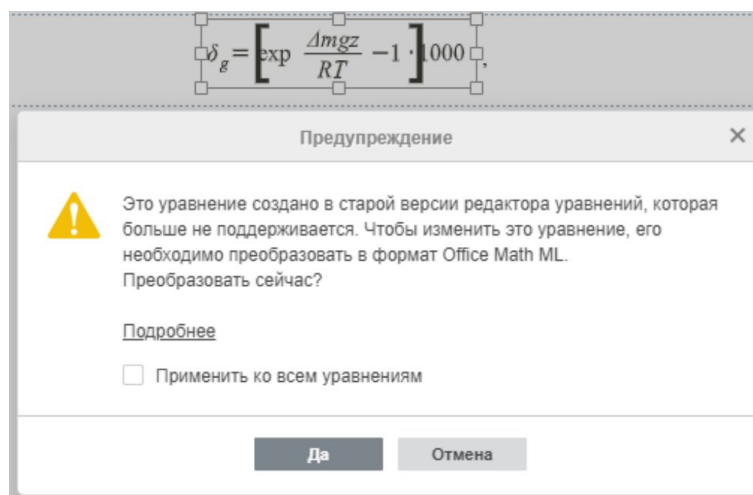 δg = [exp Δmgz/RT −1 ·]1000 ,
Предупреждение
Это уравнение создано в старой версии редактора уравнений, которая
больше не поддерживается. Чтобы изменить это уравнение, его
необходимо преобразовать в формат Office Math ML.
Преобразовать сейчас?
Подробнее
Применить ко всем уравнениям
Да
Отмена